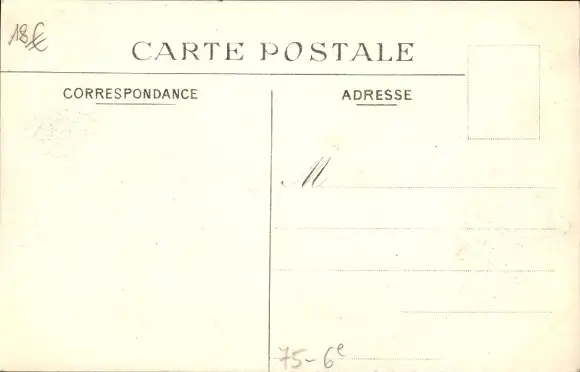 18€
CARTE POSTALE
CORRESPONDANCE
ADRESSE
M
75-6e